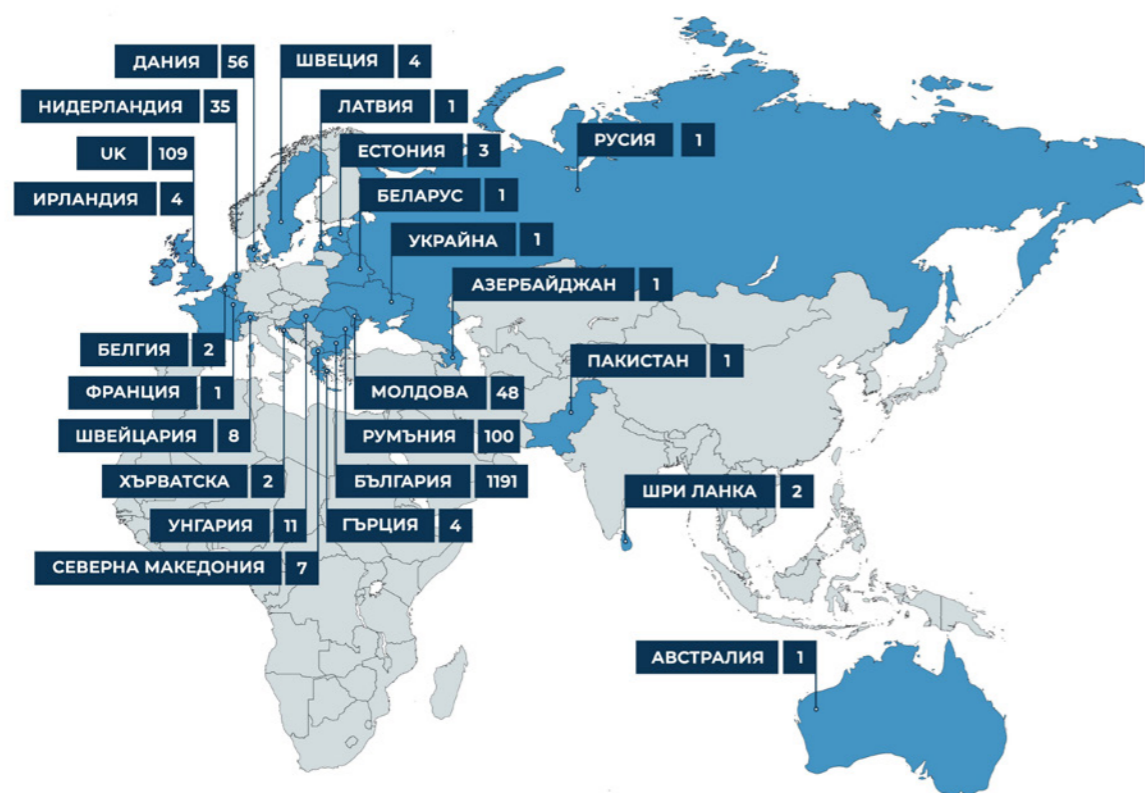 ДАНИЯ 56
ШВЕЦИЯ 4
НИДЕРЛАНДИЯ 35
ЛАТВИЯ 1
UK 109
ЕСТОНИЯ 3
РУСИЯ 1
ИРЛАНДИЯ 4
БЕЛАРУС 1
УКРАЙНА 1
АЗЕРБАЙДЖАН 1
БЕЛГИЯ 2
ПАКИСТАН 1
ФРАНЦИЯ 1
МОЛДОВА 48
ШВЕЙЦАРИЯ 8
РУМЪНИЯ 100
ХЪРВАТСКА 2
БЪЛГАРИЯ 1191
ШРИ ЛАНКА 2
УНГАРИЯ 11
ГЪРЦИЯ 4
СЕВЕРНА МАКЕДОНИЯ 7
АВСТРАЛИЯ 1